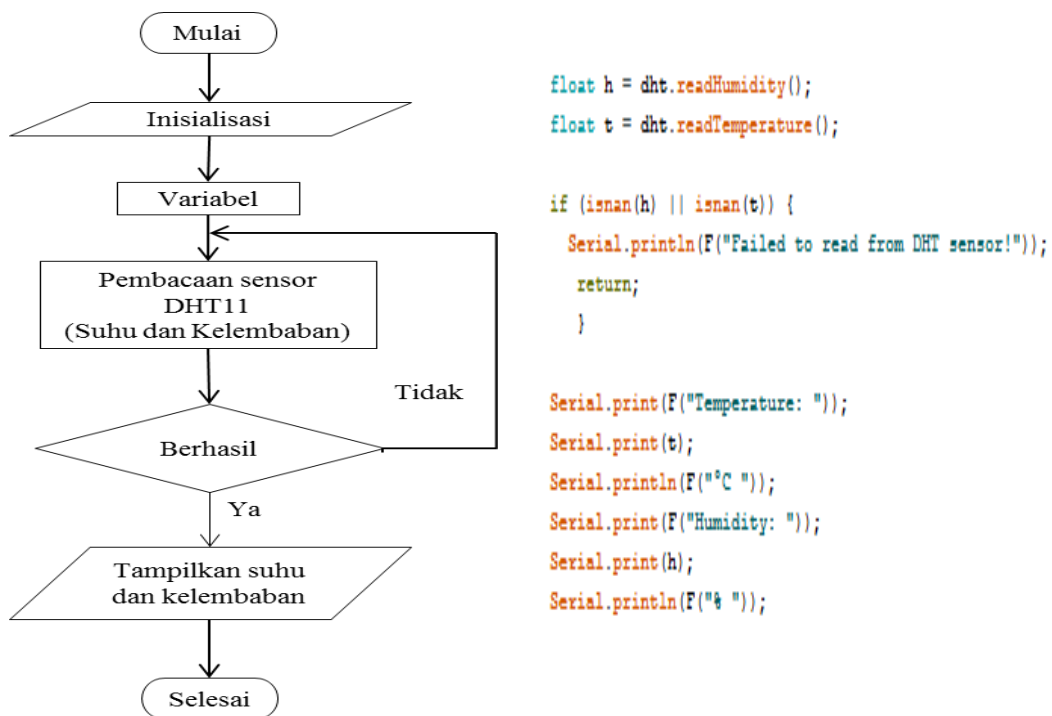 Mulai
Inisialisasi
Variabel
Pembacaan sensor
DHT11
(Suhu dan Kelembaban)
Tidak
Berhasil
Ya
Tampilkan suhu
dan kelembaban
Selesai
float h = dht.readHumidity();
float t = dht.readTemperature();
if (isnan(h) || isnan(t)) {
Serial.println(F("Failed to read from DHT sensor!"));
return;
}
Serial.print(F("Temperature: "));
Serial.print(t);
Serial.println(F("°C "));
Serial.print(F("Humidity: "));
Serial.print(h);
Serial.println(F("% "));